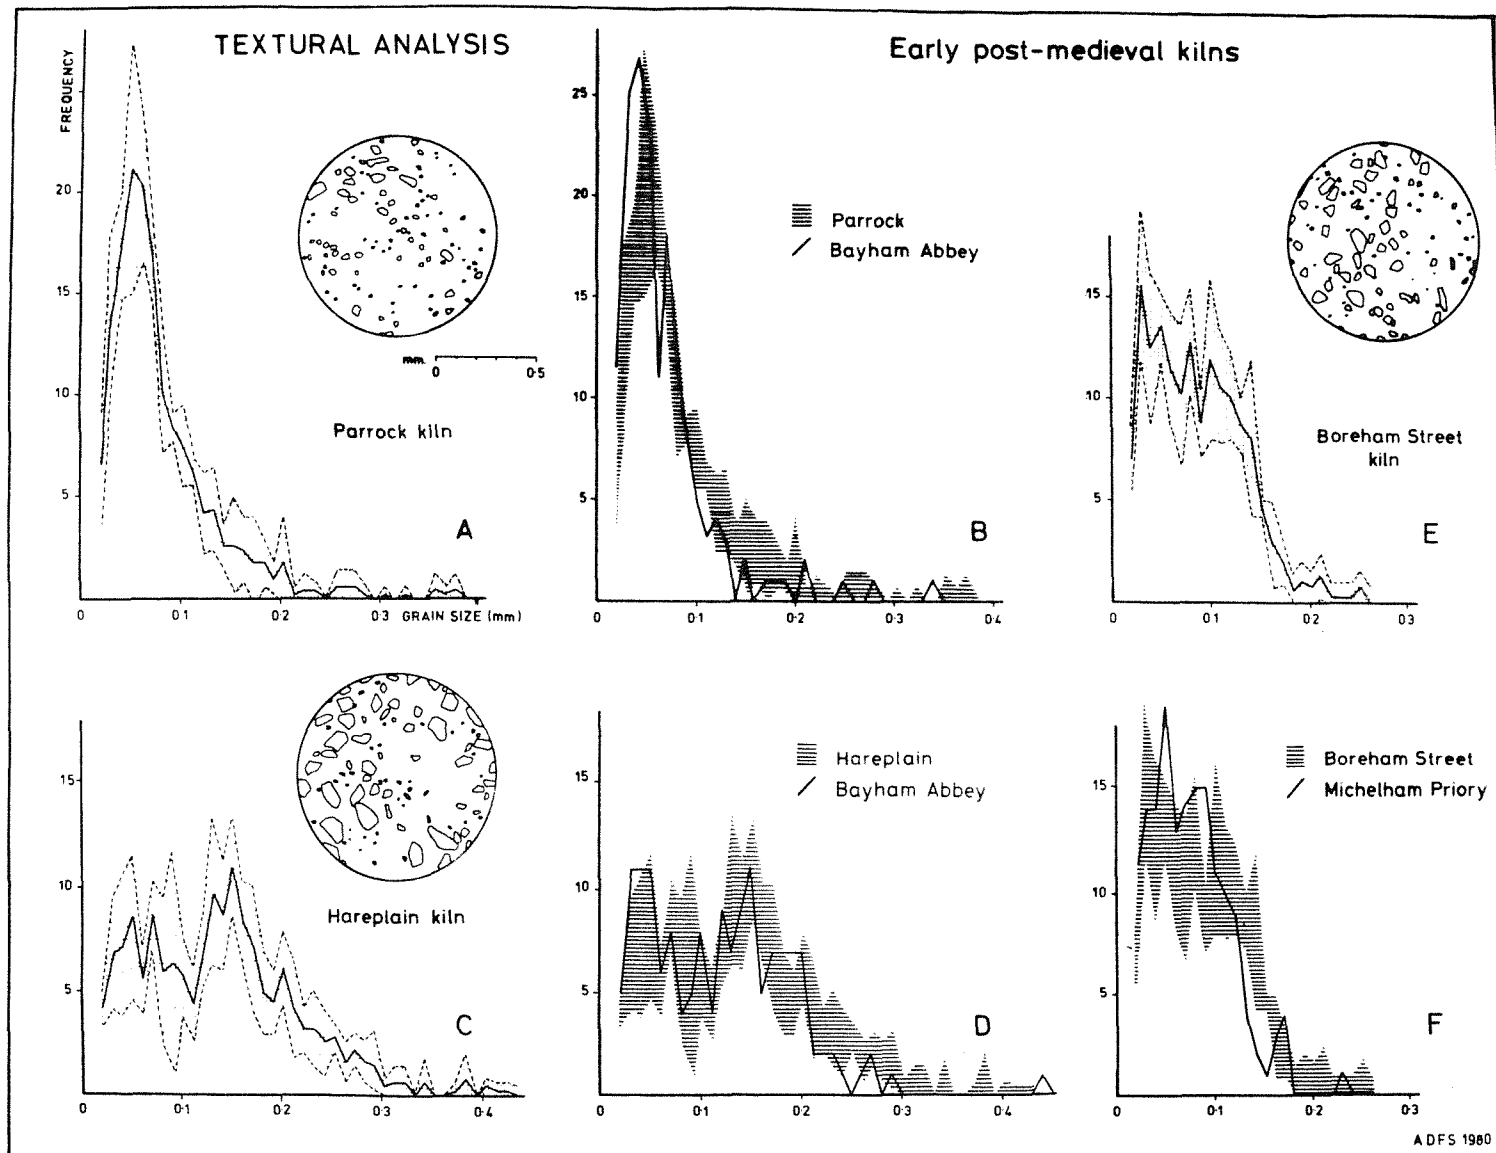 TEXTURAL ANALYSIS
Early post-medieval kilns
FREQUENCY
20
15
10
5
0
0·1
0·2
0·3
GRAIN SIZE (mm)
mm.
0
0·5
Parrock kiln
A
25
20
15
10
5
0
0·1
0·2
0·3
0·4
Parrock
Bayham Abbey
B
15
10
5
0
0·1
0·2
0·3
Boreham Street
kiln
E
15
10
5
0
0·1
0·2
0·3
0·4
Hareplain kiln
C
15
10
5
0
0·1
0·2
0·3
0·4
Hareplain
Bayham Abbey
D
15
10
5
0
0·1
0·2
0·3
Boreham Street
Michelham Priory
F
ADFS 1980